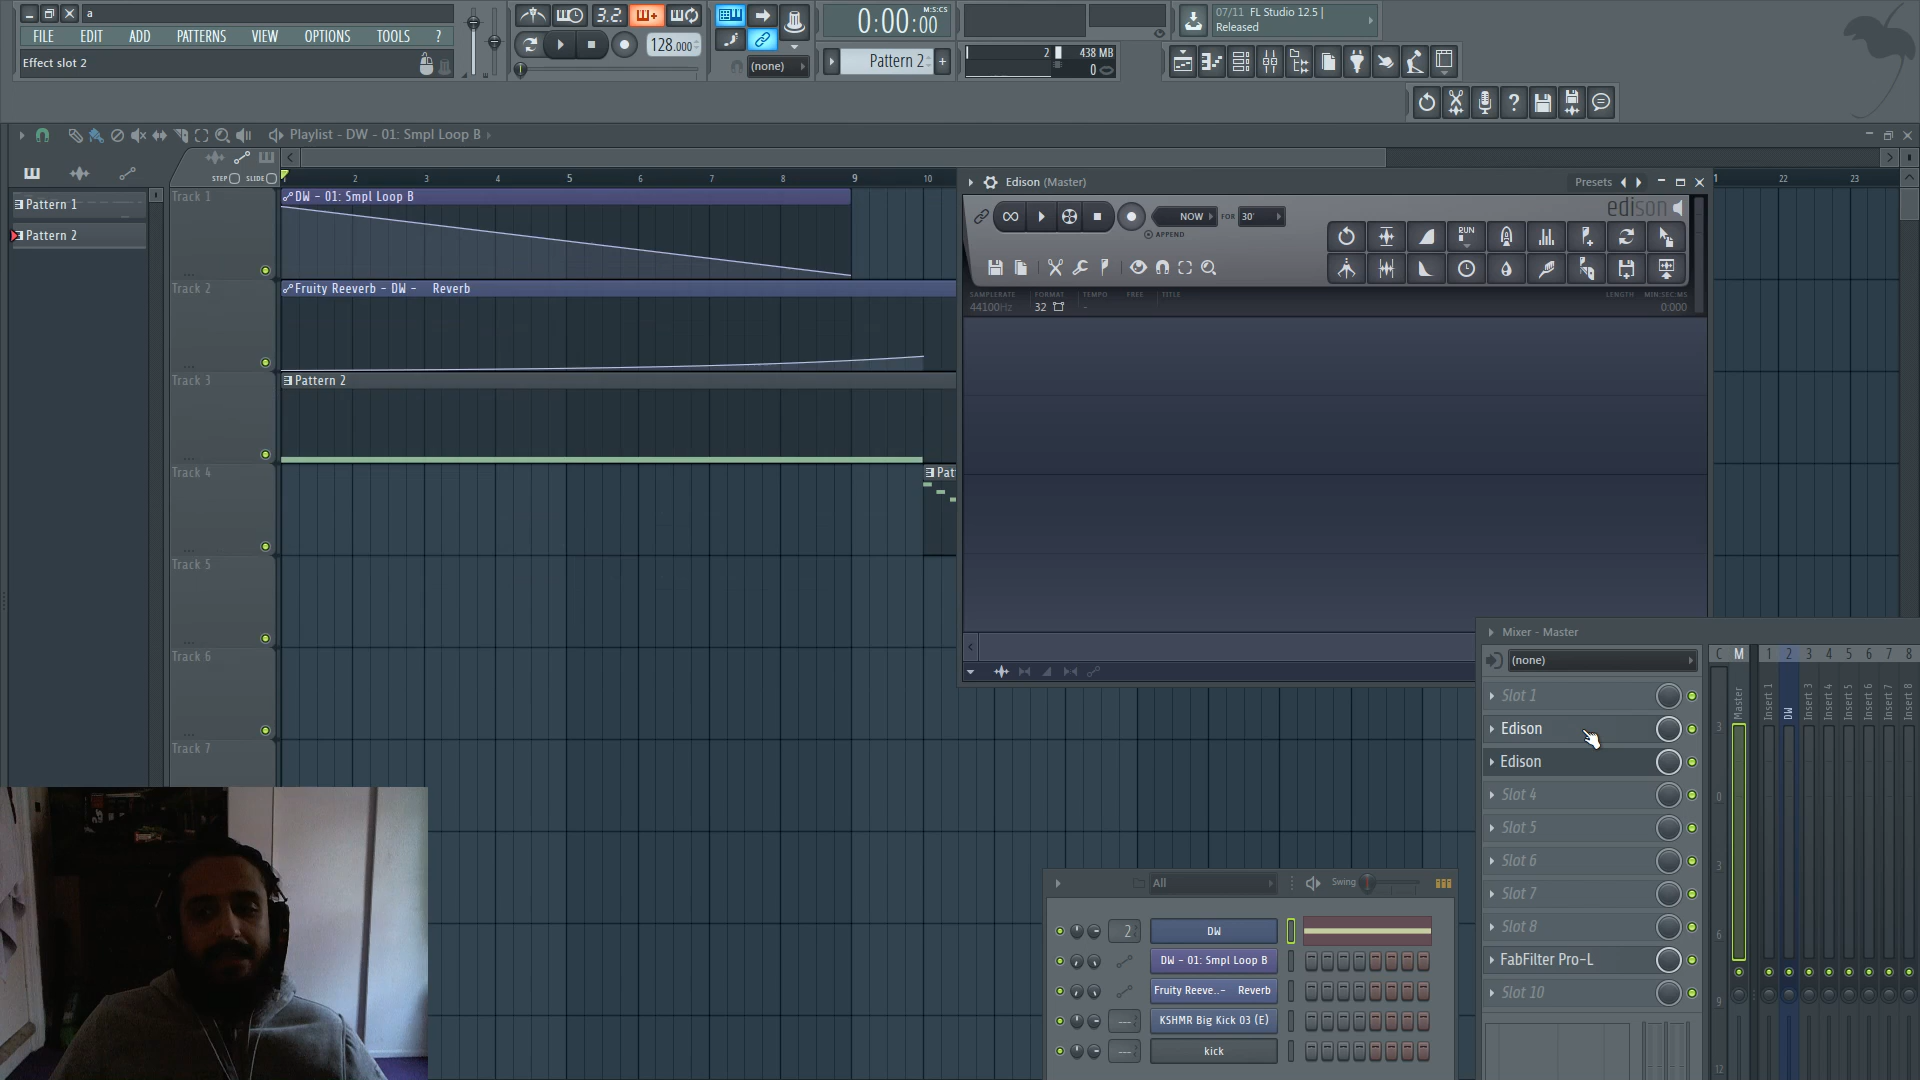 a
FILE EDIT ADD PATTERNS VIEW OPTIONS TOOLS ?
Effect slot 2
3.2.
128.000
(none)
M:S:CS
0:00:00
Pattern 2
2
438 MB
0
07/11 FL Studio 12.5 |
Released
Playlist - DW - 01: Smpl Loop B
STEP SLIDE
2 3 4 5 6 7 8 9 10
22 23
Pattern 1
Pattern 2
Track 1
DW - 01: Smpl Loop B
Track 2
Fruity Reeverb - DW - Reverb
Track 3
Pattern 2
Track 4
Track 5
Track 6
Track 7
Edison (Master)
Presets
edison
NOW
FOR
30'
APPEND
RUN
SAMPLERATE FORMAT TEMPO FREE TITLE
LENGTH MIN:SEC:MS
44100Hz
32
-
0:000
Mixer - Master
(none)
C M 1 2 3 4 5 6 7 8
Slot 1
Edison
Edison
Slot 4
Slot 5
Slot 6
Slot 7
Slot 8
FabFilter Pro-L
Slot 10
Master
Insert 1
DW
Insert 3
Insert 4
Insert 5
Insert 6
Insert 7
Insert 8
3
0
3
6
9
12
All
Swing
2
DW
DW - 01: Smpl Loop B
Fruity Reeve..- Reverb
KSHMR Big Kick 03 (E)
kick